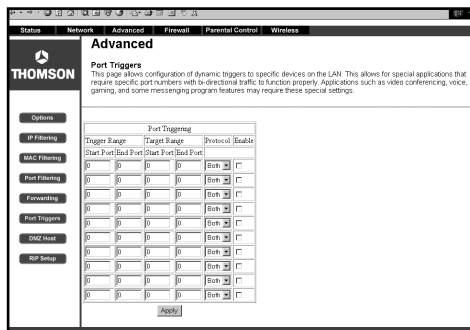 Status Network Advanced Firewall Parental Control Wireless
THOMSON
Advanced
Port Triggers
This page allows configuration of dynamic triggers to specific devices on the LAN. This allows for special applications that
require specific port numbers with bi-directional traffic to function properly. Applications such as video conferencing, voice,
gaming, and some messenging program features may require these special settings.
Options
IP Filtering
MAC Filtering
Port Filtering
Forwarding
Port Triggers
DMZ Host
RIP Setup
Port Triggering
Trigger Range Target Range Protocol Enable
Start Port End Port Start Port End Port
0 0 0 0 Both
0 0 0 0 Both
0 0 0 0 Both
0 0 0 0 Both
0 0 0 0 Both
0 0 0 0 Both
0 0 0 0 Both
0 0 0 0 Both
0 0 0 0 Both
0 0 0 0 Both
Apply